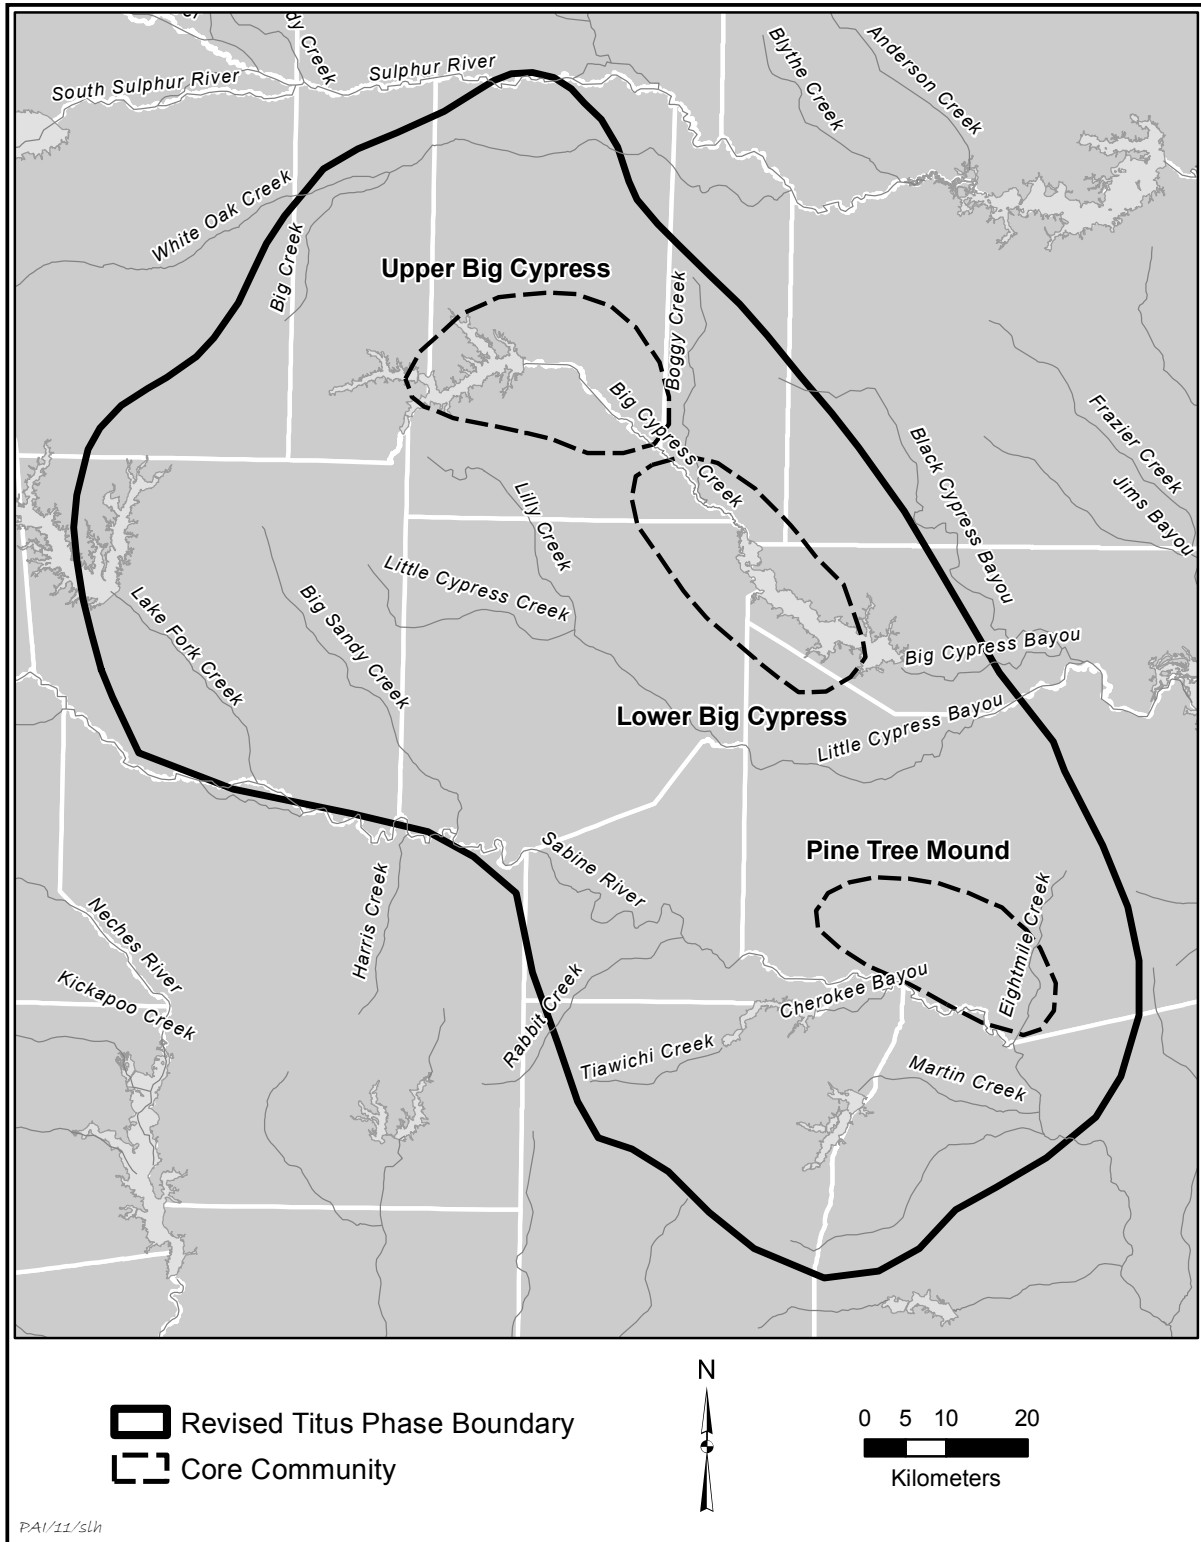 dy Creek
South Sulphur River
Sulphur River
Blythe Creek
Anderson Creek
White Oak Creek
Big Creek
Upper Big Cypress
Boggy Creek
Big Cypress Creek
Black Cypress Bayou
Frazier Creek
Jims Bayou
Lilly Creek
Little Cypress Creek
Lake Fork Creek
Big Sandy Creek
Big Cypress Bayou
Lower Big Cypress
Little Cypress Bayou
Sabine River
Pine Tree Mound
Harris Creek
Neches River
Kickapoo Creek
Eightmile Creek
Cherokee Bayou
Rabbit Creek
Tiawichi Creek
Martin Creek
N
Revised Titus Phase Boundary
Core Community
0 5 10 20
Kilometers
PAI/11/slh